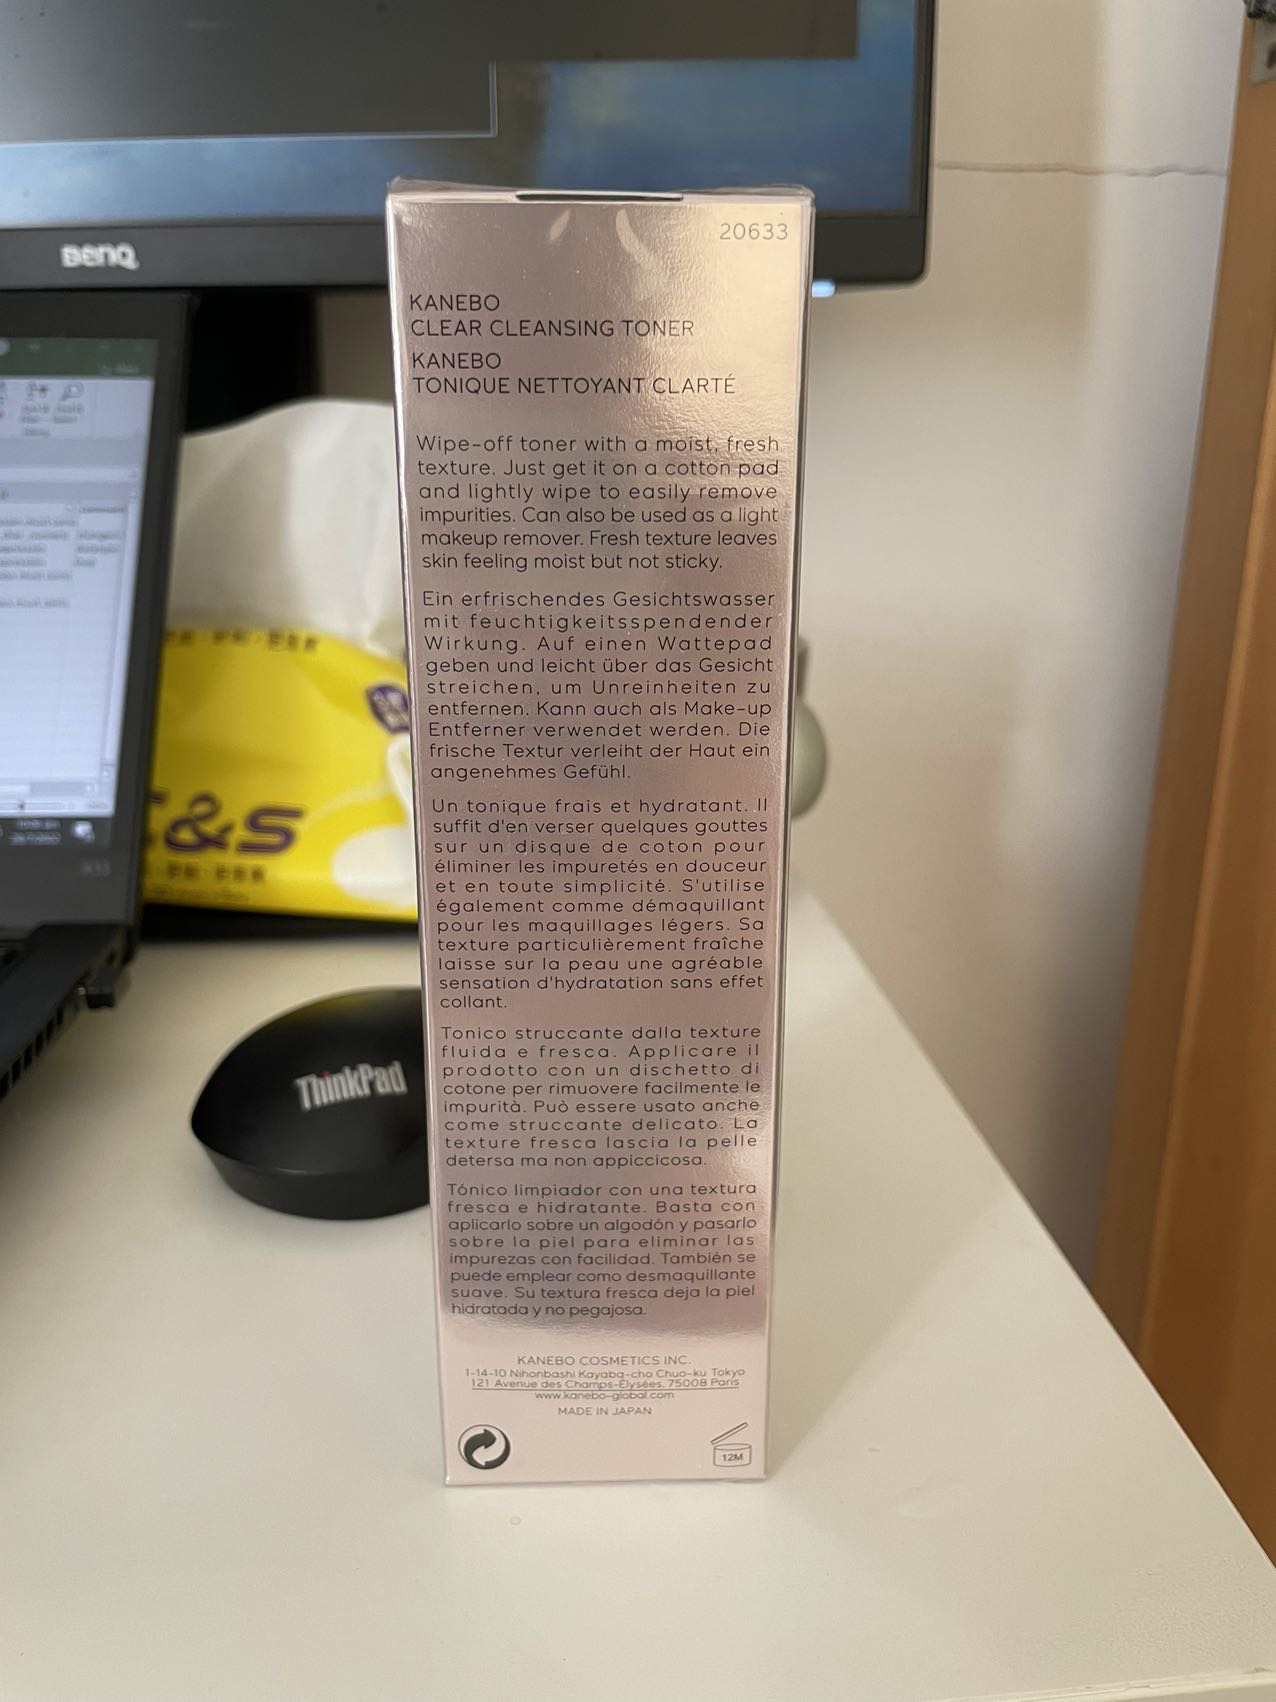 BenQ
20633
KANEBO
CLEAR CLEANSING TONER
KANEBO
TONIQUE NETTOYANT CLARTÉ
Wipe-off toner with a moist, fresh
texture. Just get it on a cotton pad
and lightly wipe to easily remove
impurities. Can also be used as a light
makeup remover. Fresh texture leaves
skin feeling moist but not sticky.
Ein erfrischendes Gesichtswasser
mit feuchtigkeitsspendender
Wirkung. Auf einen Wattepad
geben und leicht über das Gesicht
streichen, um Unreinheiten zu
entfernen. Kann auch als Make-up
Entferner verwendet werden. Die
frische Textur verleiht der Haut ein
angenehmes Gefühl.
Un tonique frais et hydratant. Il
suffit d'en verser quelques gouttes
sur un disque de coton pour
éliminer les impuretés en douceur
et en toute simplicité. S'utilise
également comme démaquillant
pour les maquillages légers. Sa
texture particulièrement fraîche
laisse sur la peau une agréable
sensation d'hydratation sans effet
collant.
Tonico struccante dalla texture
fluida e fresca. Applicare il
prodotto con un dischetto di
cotone per rimuovere facilmente le
impurità. Può essere usato anche
come struccante delicato. La
texture fresca lascia la pelle
detersa ma non appiccicosa.
Tónico limpiador con una textura
fresca e hidratante. Basta con
aplicarlo sobre un algodón y pasarlo
sobre la piel para eliminar las
impurezas con facilidad. También se
puede emplear como desmaquillante
suave. Su textura fresca deja la piel
hidratada y no pegajosa.
KANEBO COSMETICS INC.
1-14-10 Nihonbashi Kayaba-cho Chuo-ku Tokyo
121 Avenue des Champs-Élysées, 75008 Paris
www.kanebo-global.com
MADE IN JAPAN
12M
&S
ThinkPad